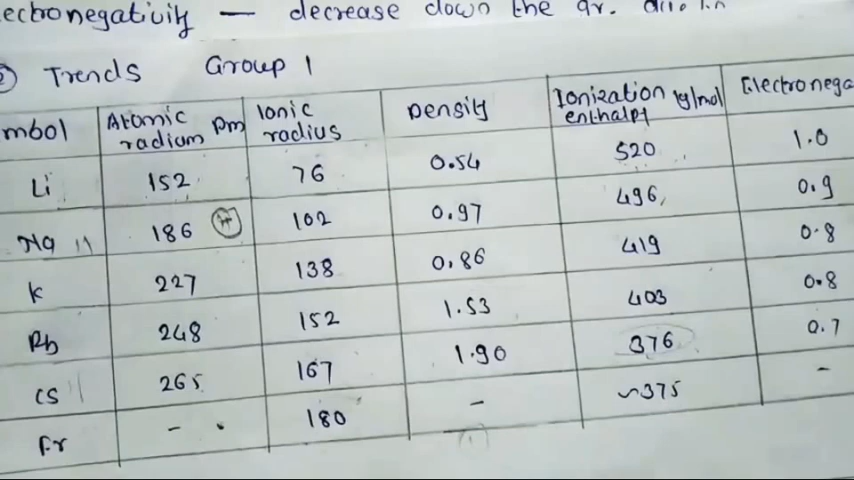 ectronegativity — decrease down the gr.
Trends Group 1
mbol Atomic radium Pm Ionic radius Density Ionization enthalpy kj/mol Electronega
Li 152 76 0.54 520 1.0
Na 186 102 0.97 496 0.9
K 227 138 0.86 419 0.8
Rb 248 152 1.53 403 0.8
Cs 265 167 1.90 376 0.7
Fr - 180 - ~375 -